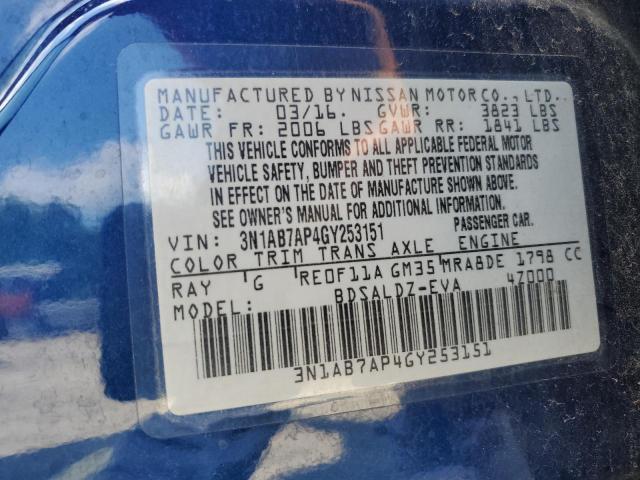 MANUFACTURED BY NISSAN MOTOR CO., LTD.
DATE: 03/16. GVWR: 3823 LBS
GAWR FR: 2006 LBS GAWR RR: 1841 LBS
THIS VEHICLE CONFORMS TO ALL APPLICABLE FEDERAL MOTOR
VEHICLE SAFETY, BUMPER AND THEFT PREVENTION STANDARDS
IN EFFECT ON THE DATE OF MANUFACTURE SHOWN ABOVE.
SEE OWNER'S MANUAL FOR ADDITIONAL INFORMATION.
VIN: 3N1AB7AP4GY253151 PASSENGER CAR.
COLOR TRIM TRANS AXLE ENGINE
RAY G RE0F11A GM35 MRA8DE 1798 CC
MODEL: BDSALDZ-EVA 4Z000
3N1AB7AP4GY253151